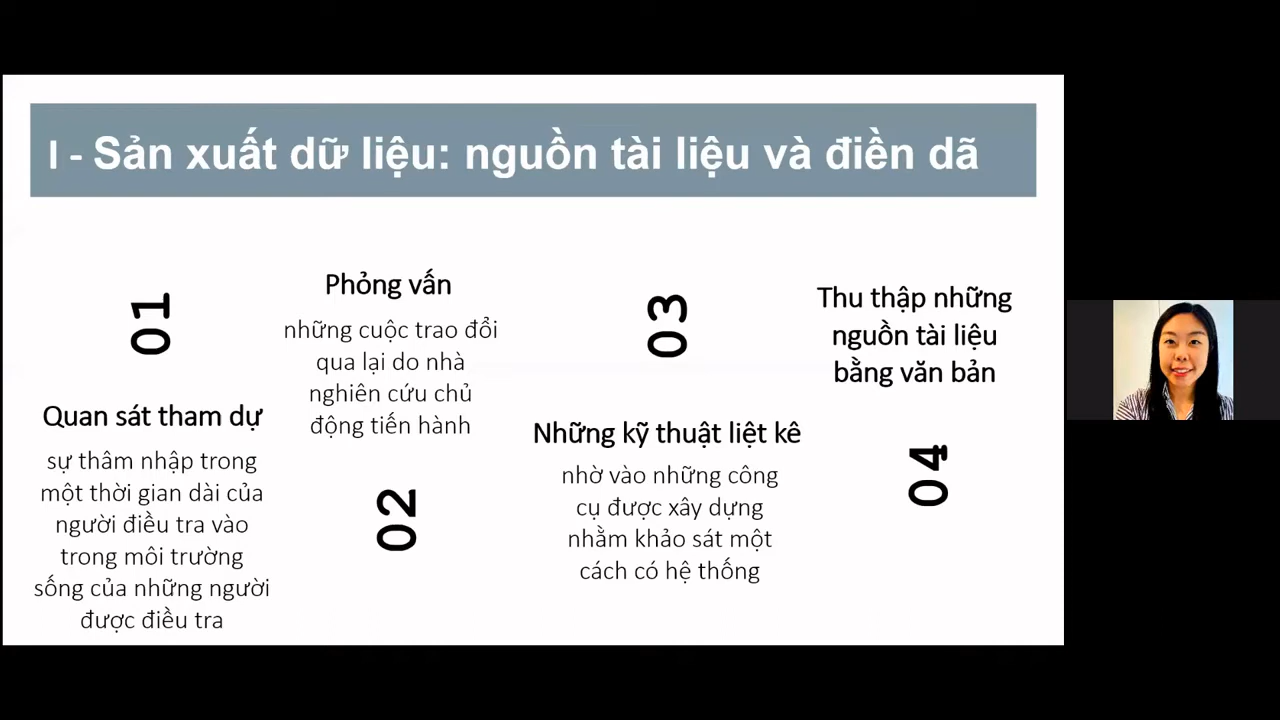 I - Sản xuất dữ liệu: nguồn tài liệu và điền dã
01
Quan sát tham dự
sự thâm nhập trong
một thời gian dài của
người điều tra vào
trong môi trường
sống của những người
được điều tra
Phỏng vấn
những cuộc trao đổi
qua lại do nhà
nghiên cứu chủ
động tiến hành
02
03
Những kỹ thuật liệt kê
nhờ vào những công
cụ được xây dựng
nhằm khảo sát một
cách có hệ thống
Thu thập những
nguồn tài liệu
bằng văn bản
04